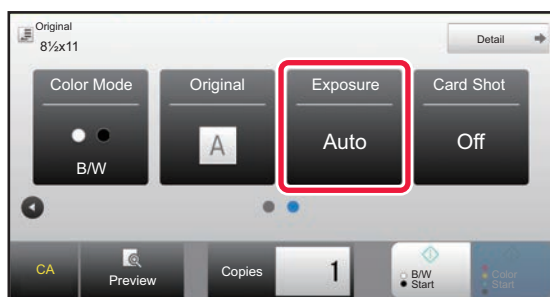 Original
8½x11
Detail
Color Mode
Original
Exposure
Card Shot
B/W
A
Auto
Off
CA
Preview
Copies
1
B/W
Start
Color
Start